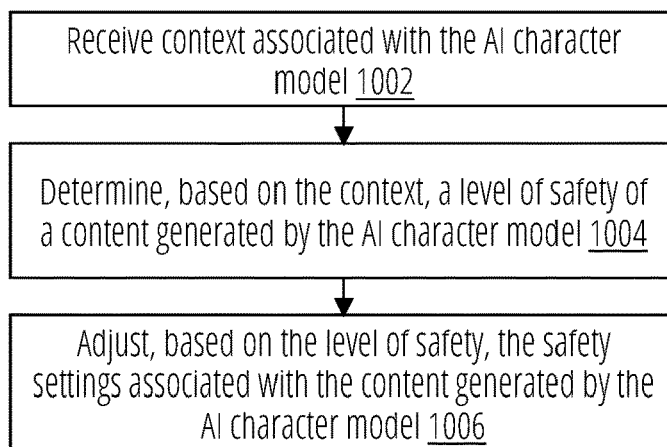 Receive context associated with the AI character
model 1002
Determine, based on the context, a level of safety of
a content generated by the AI character model 1004
Adjust, based on the level of safety, the safety
settings associated with the content generated by the
AI character model 1006